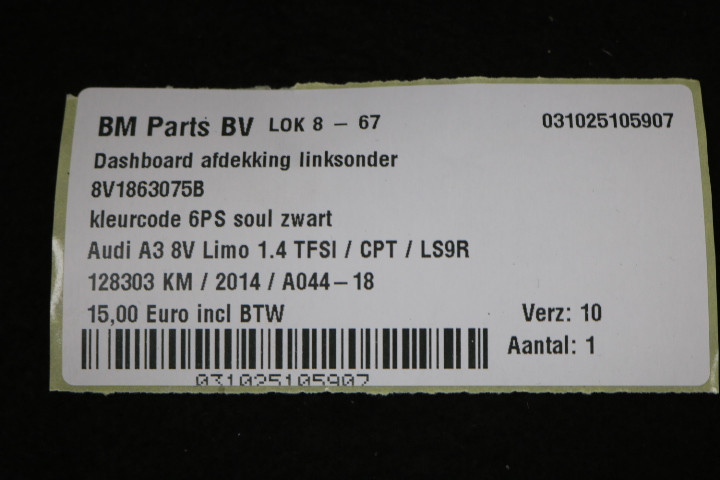 BM Parts BV LOK 8 - 67 031025105907
Dashboard afdekking linksonder
8V1863075B
kleurcode 6PS soul zwart
Audi A3 8V Limo 1.4 TFSI / CPT / LS9R
128303 KM / 2014 / A044-18
15,00 Euro incl BTW Verz: 10
Aantal: 1
031025105907